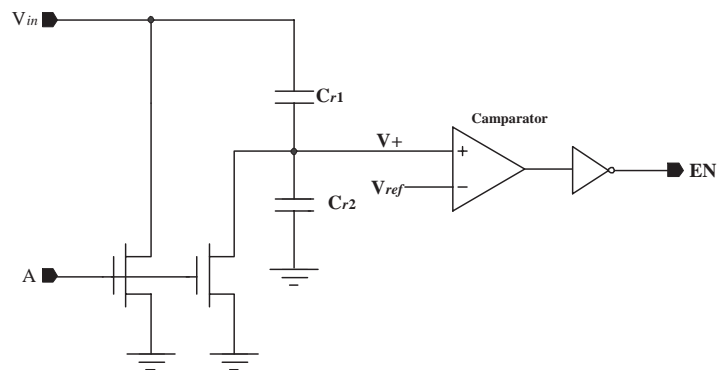 Vin
Cr1
Camparator
V+
+
EN
Vref
−
Cr2
A